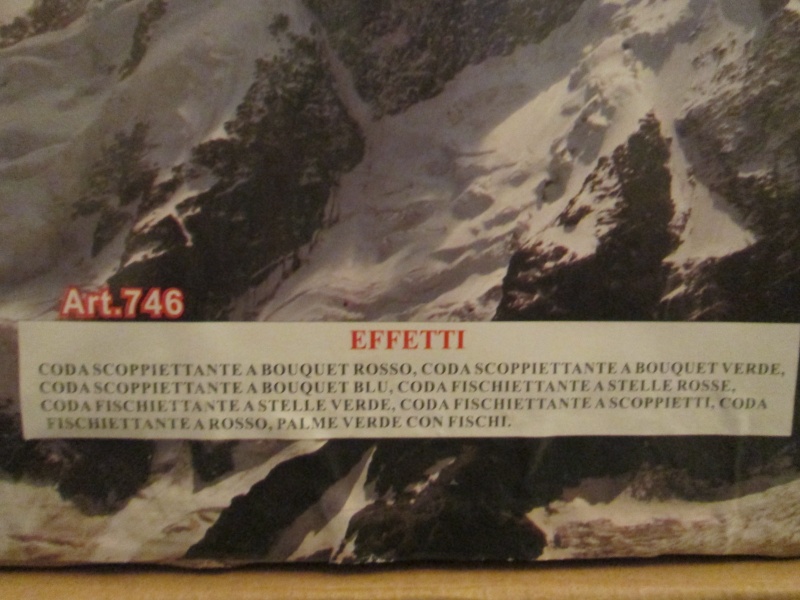 Art.746
EFFETTI
CODA SCOPPIETTANTE A BOUQUET ROSSO, CODA SCOPPIETTANTE A BOUQUET VERDE,
CODA SCOPPIETTANTE A BOUQUET BLU, CODA FISCHIETTANTE A STELLE ROSSE,
CODA FISCHIETTANTE A STELLE VERDE, CODA FISCHIETTANTE A SCOPPIETTI, CODA
FISCHIETTANTE A ROSSO, PALME VERDE CON FISCHI.